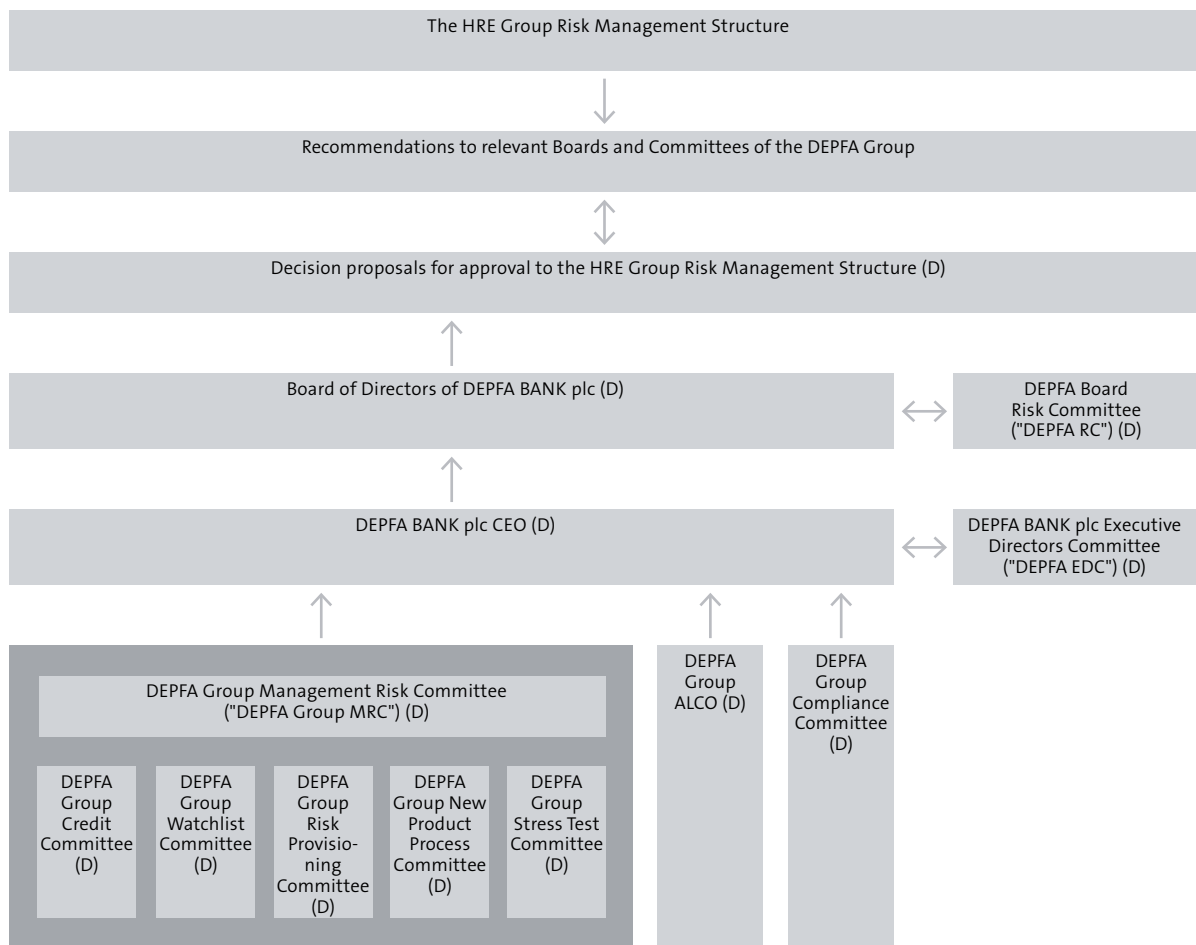 The HRE Group Risk Management Structure
Recommendations to relevant Boards and Committees of the DEPFA Group
Decision proposals for approval to the HRE Group Risk Management Structure (D)
Board of Directors of DEPFA BANK plc (D)
DEPFA Board
Risk Committee
("DEPFA RC") (D)
DEPFA BANK plc CEO (D)
DEPFA BANK plc Executive
Directors Committee
("DEPFA EDC") (D)
DEPFA Group Management Risk Committee
("DEPFA Group MRC") (D)
DEPFA
Group
Credit
Committee
(D)
DEPFA
Group
Watchlist
Committee
(D)
DEPFA
Group
Risk
Provisio-
ning
Committee
(D)
DEPFA
Group New
Product
Process
Committee
(D)
DEPFA
Group
Stress Test
Committee
(D)
DEPFA
Group
ALCO (D)
DEPFA
Group
Compliance
Committee
(D)